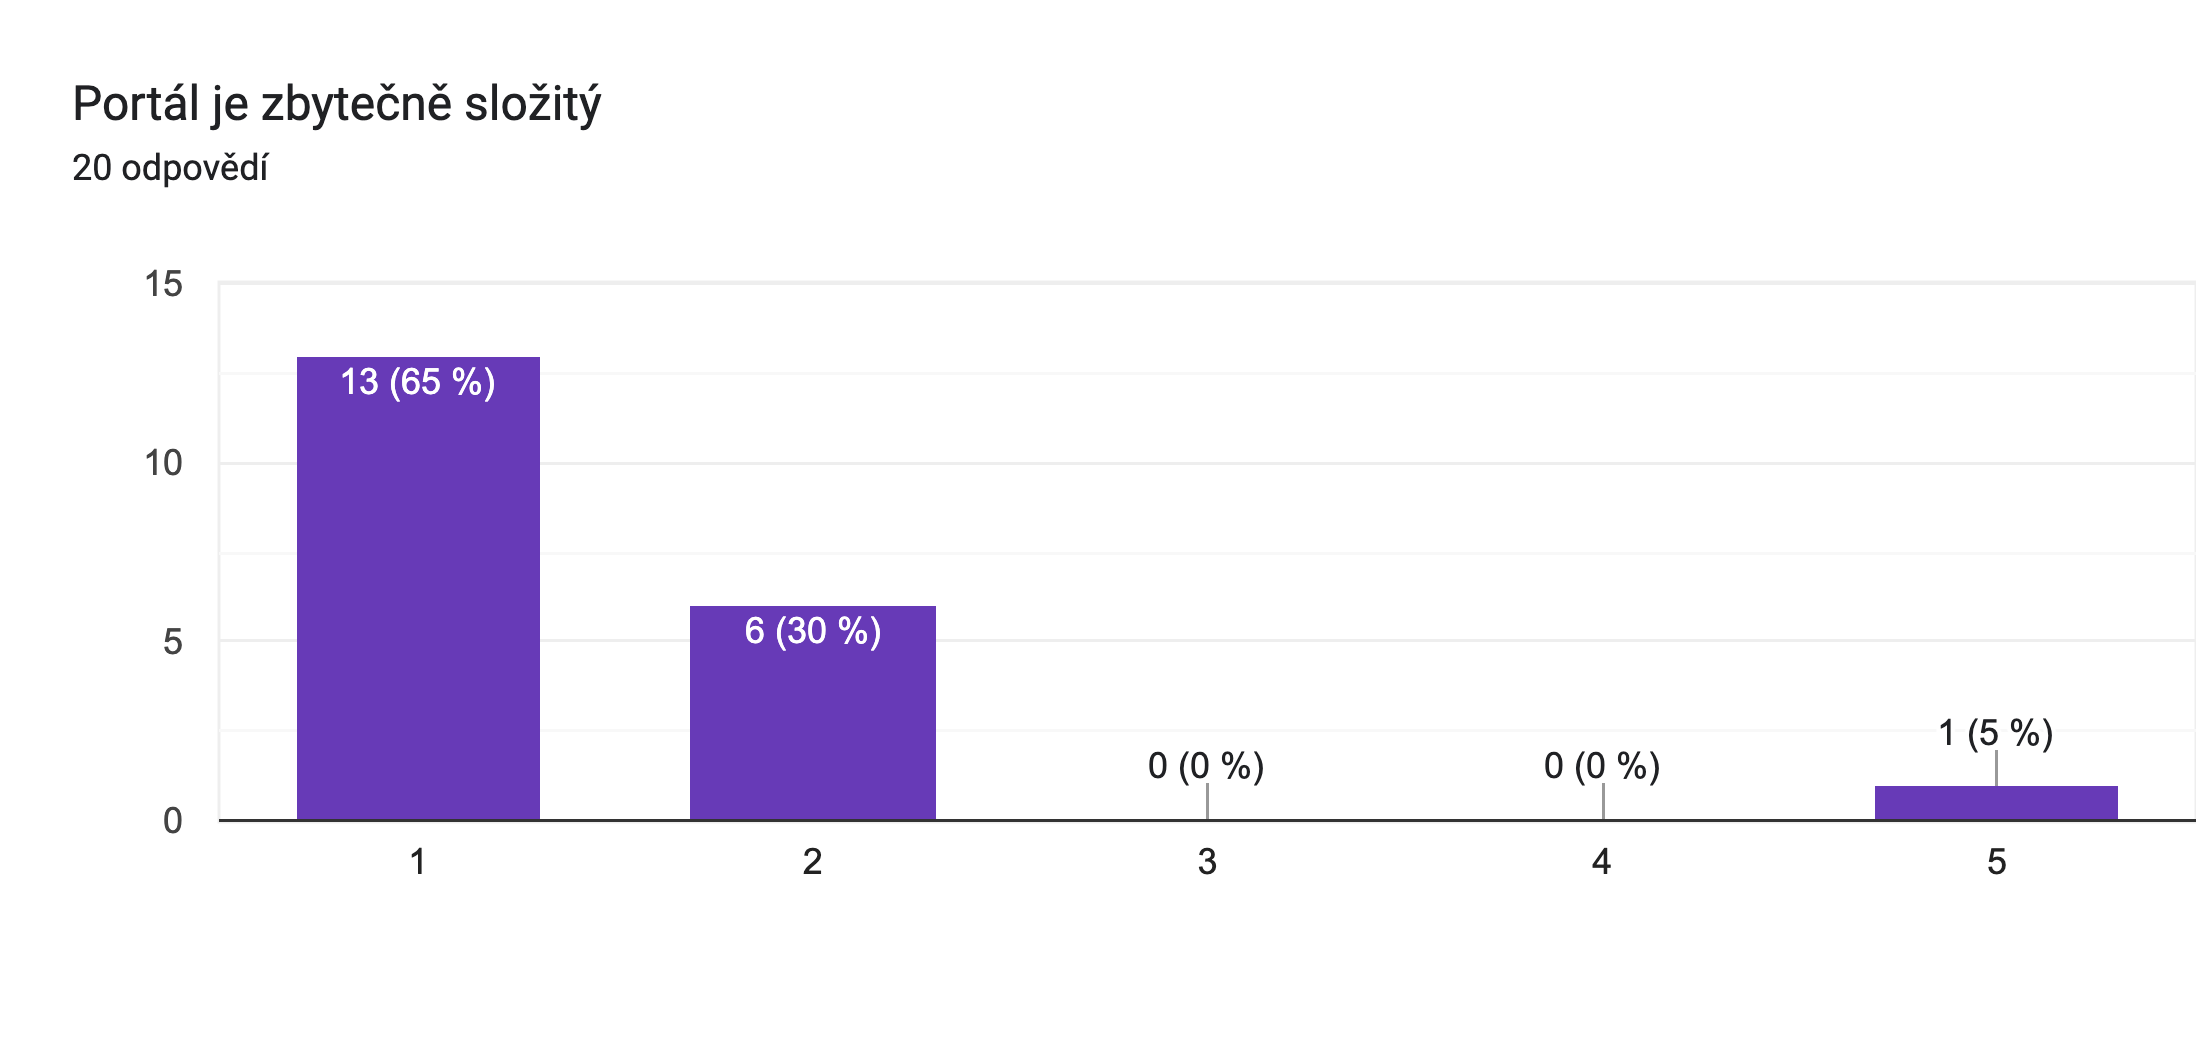 Portál je zbytečně složitý
20 odpovědí
15
10
5
0
13 (65 %)
6 (30 %)
0 (0 %)
0 (0 %)
1 (5 %)
1 2 3 4 5